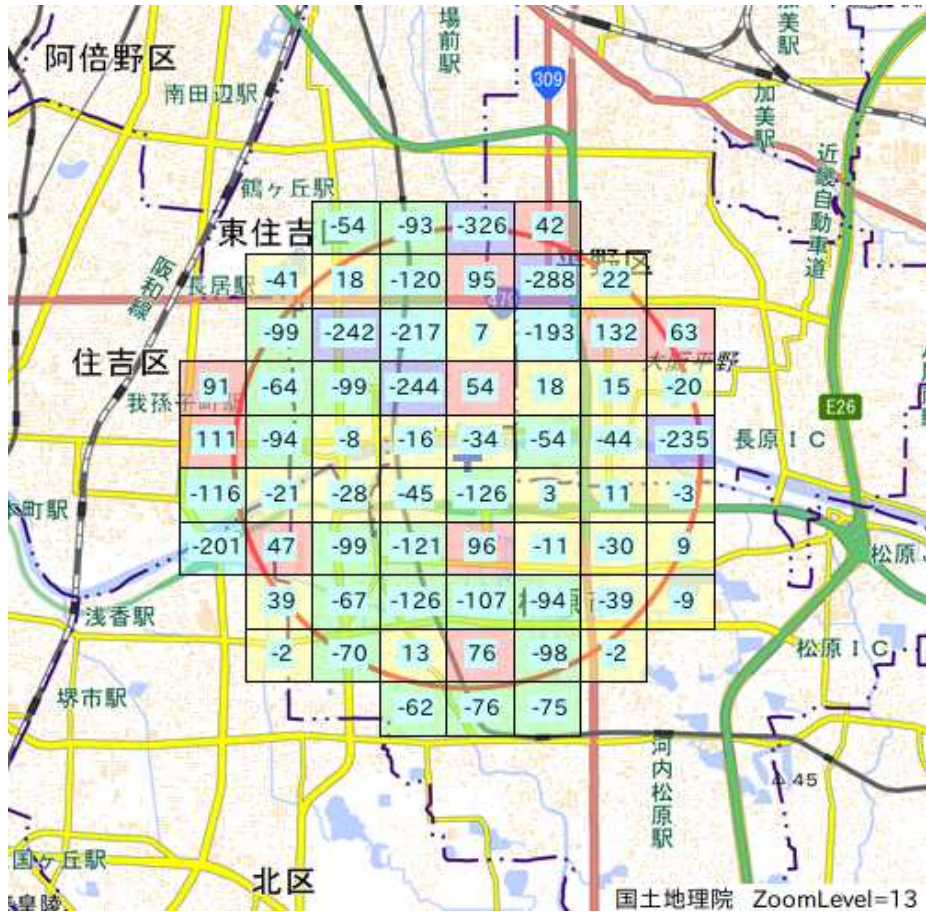 場前駅
加美駅
309
阿倍野区
南田辺駅
加美駅
近畿自動車道
鶴ヶ丘駅
東住吉
-54 -93 -326 42
平野区
阪和線
長居駅
-41 18 -120 95 -288 22
-99 -242 -217 7 -193 132 63
住吉区
大阪平野
91 -64 -99 -244 54 18 15 -20
我孫子町駅
E26
111 -94 -8 -16 -34 -54 -44 -235
長原IC
-116 -21 -28 -45 -126 3 11 -3
町駅
-201 47 -99 -121 96 -11 -30 9
松原J
39 -67 -126 -107 -94 -39 -9
浅香駅
松原IC
-2 -70 13 76 -98 -2
堺市駅
-62 -76 -75
河内松原駅
45
国ヶ丘駅
北区
皇陵
国土地理院 ZoomLevel=13